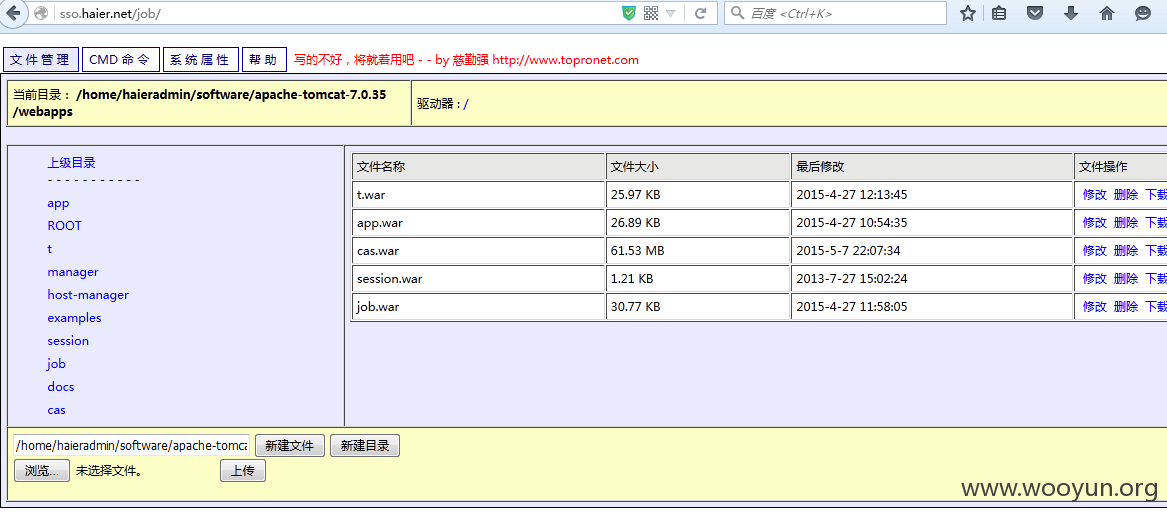 sso.haier.net/job/
百度 <Ctrl+K>
文件管理 CMD 命令 系统属性 帮助 写的不好，将就着用吧 - - by 慈勤强 http://www.topronet.com
当前目录： /home/haieradmin/software/apache-tomcat-7.0.35
/webapps
驱动器：/
上级目录
- - - - - - - - - - -
app
ROOT
t
manager
host-manager
examples
session
job
docs
cas
文件名称 文件大小 最后修改 文件操作
t.war 25.97 KB 2015-4-27 12:13:45 修改 删除 下载
app.war 26.89 KB 2015-4-27 10:54:35 修改 删除 下载
cas.war 61.53 MB 2015-5-7 22:07:34 修改 删除 下载
session.war 1.21 KB 2013-7-27 15:02:24 修改 删除 下载
job.war 30.77 KB 2015-4-27 11:58:05 修改 删除 下载
/home/haieradmin/software/apache-tomca 新建文件 新建目录
浏览... 未选择文件。 上传
www.wooyun.org